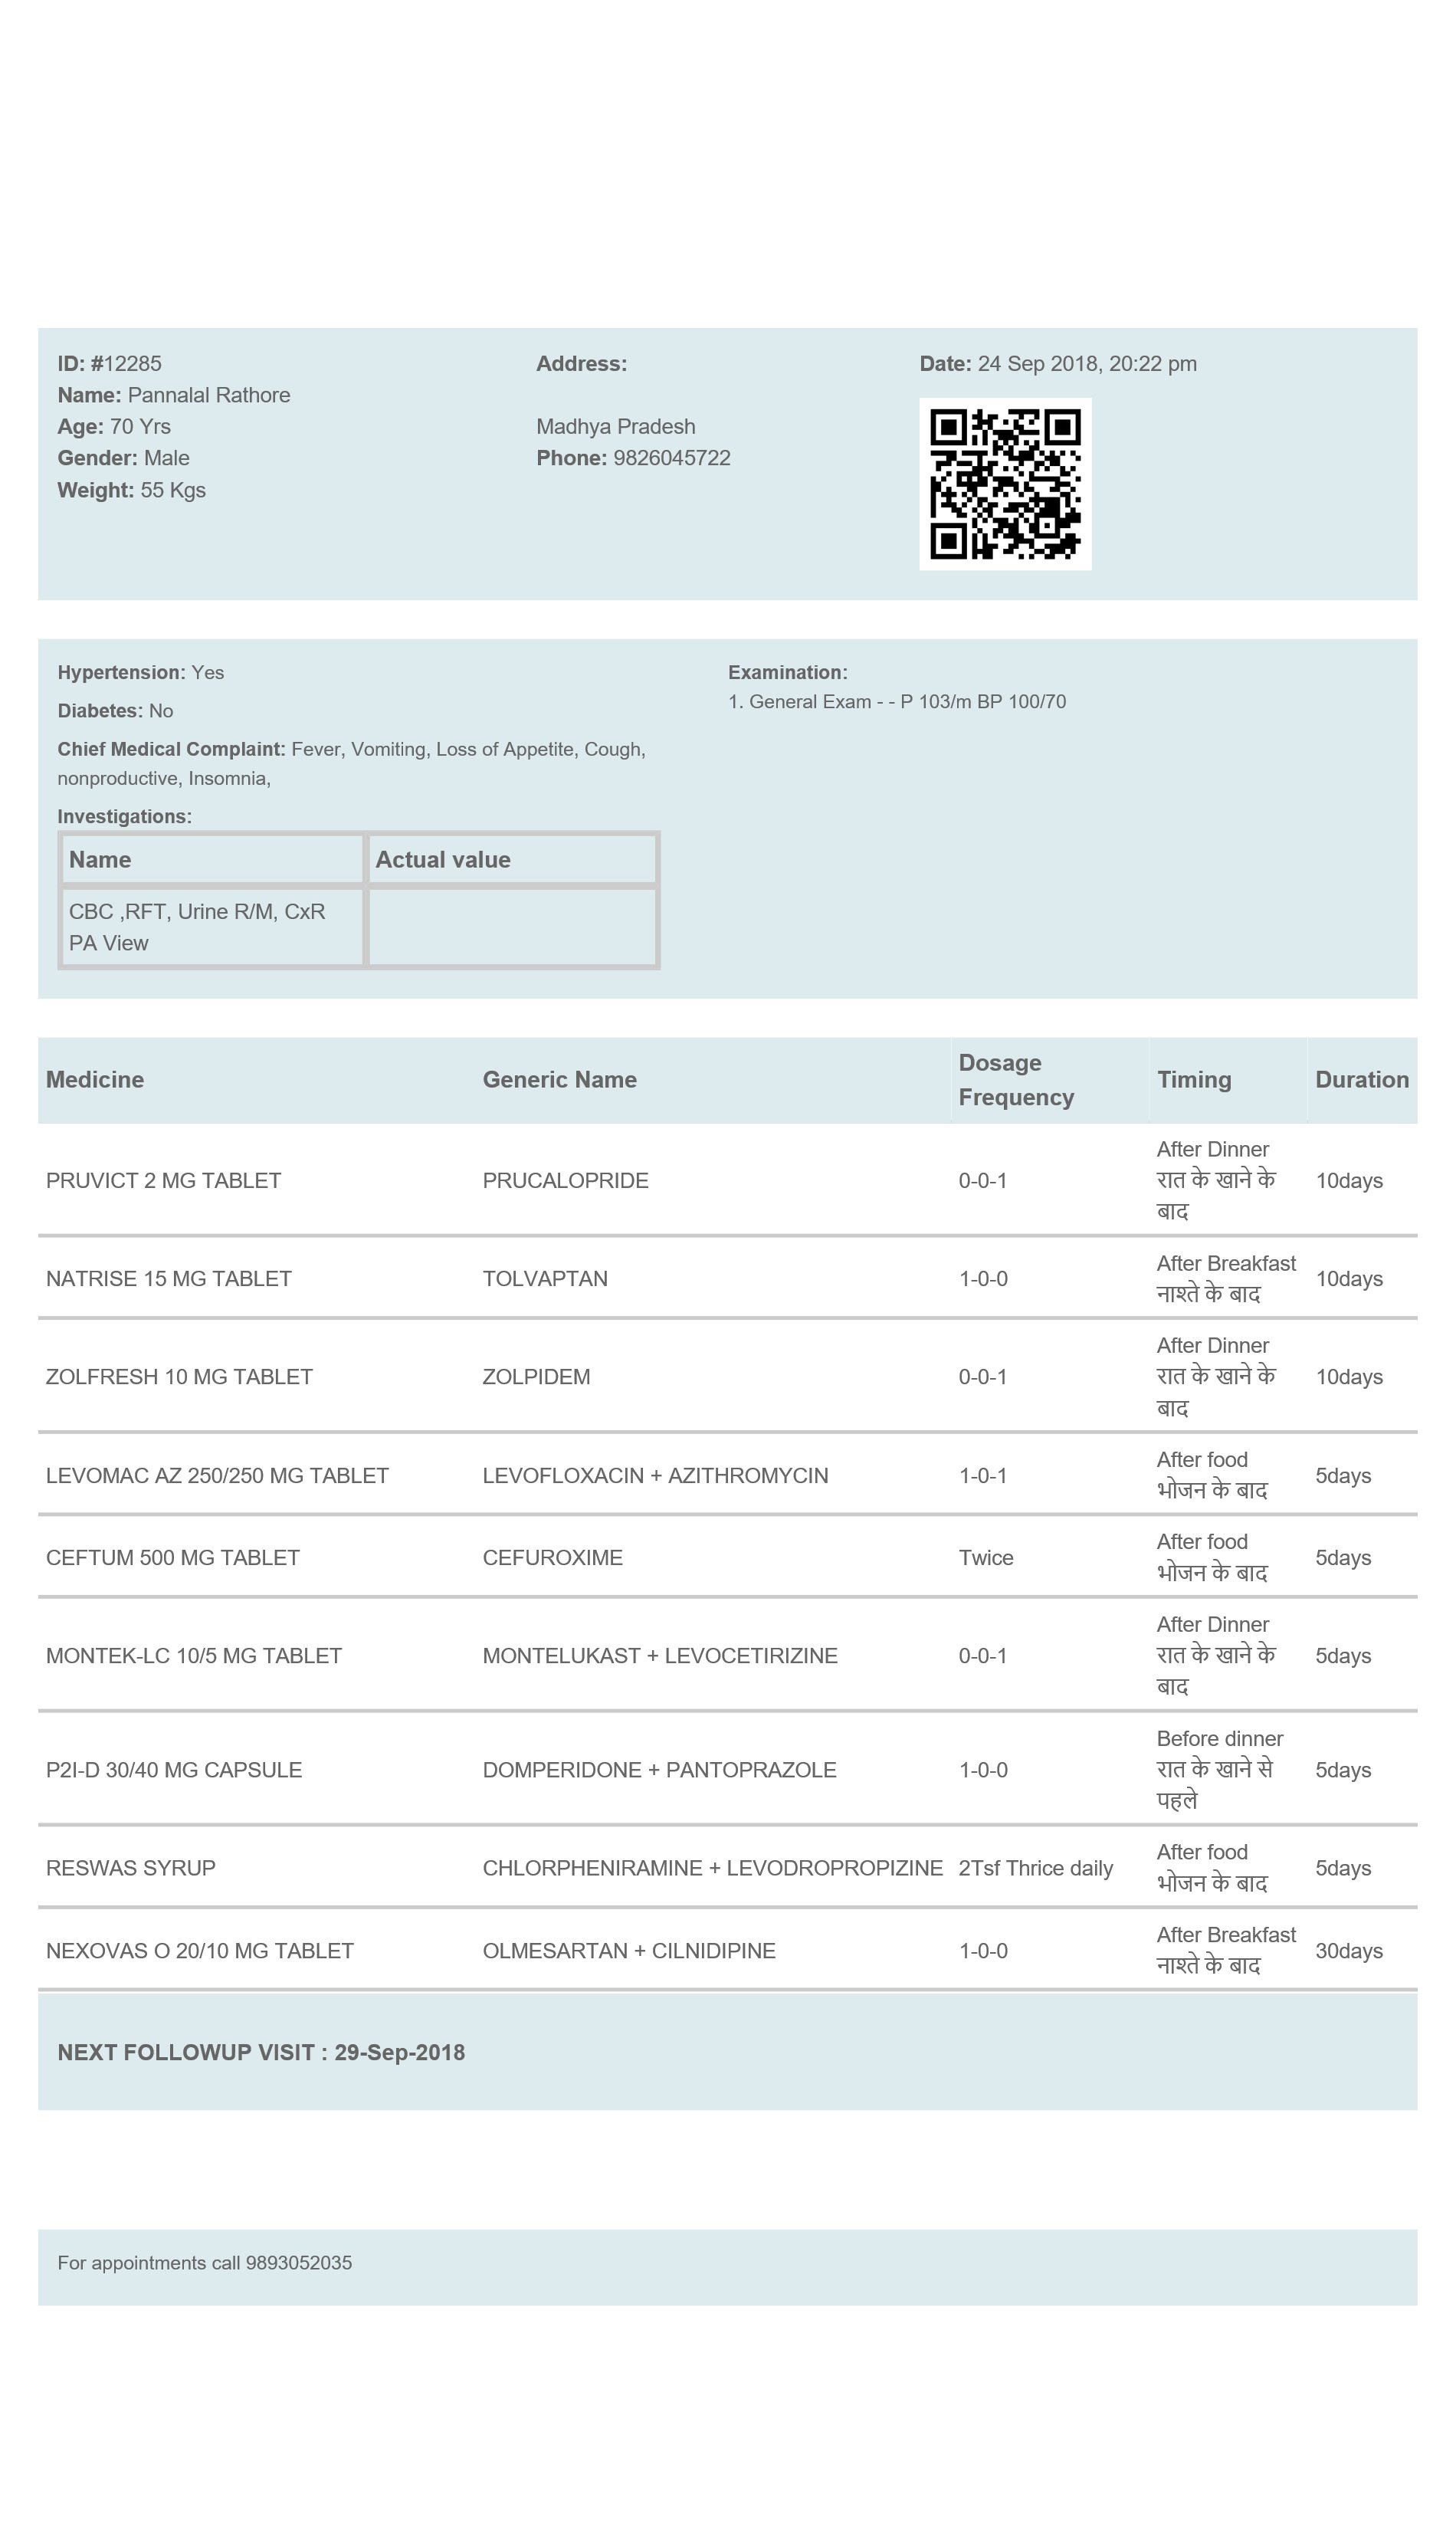 ID: #12285
Name: Pannalal Rathore
Age: 70 Yrs
Gender: Male
Weight: 55 Kgs
Address:
Madhya Pradesh
Phone: 9826045722
Date: 24 Sep 2018, 20:22 pm
Hypertension: Yes
Diabetes: No
Chief Medical Complaint: Fever, Vomiting, Loss of Appetite, Cough,
nonproductive, Insomnia,
Investigations:
Name Actual value
CBC ,RFT, Urine R/M, CxR
PA View
Examination:
1. General Exam - - P 103/m BP 100/70
Medicine Generic Name Dosage Frequency Timing Duration
PRUVICT 2 MG TABLET PRUCALOPRIDE 0-0-1 After Dinner रात के खाने के बाद 10days
NATRISE 15 MG TABLET TOLVAPTAN 1-0-0 After Breakfast नाश्ते के बाद 10days
ZOLFRESH 10 MG TABLET ZOLPIDEM 0-0-1 After Dinner रात के खाने के बाद 10days
LEVOMAC AZ 250/250 MG TABLET LEVOFLOXACIN + AZITHROMYCIN 1-0-1 After food भोजन के बाद 5days
CEFTUM 500 MG TABLET CEFUROXIME Twice After food भोजन के बाद 5days
MONTEK-LC 10/5 MG TABLET MONTELUKAST + LEVOCETIRIZINE 0-0-1 After Dinner रात के खाने के बाद 5days
P2I-D 30/40 MG CAPSULE DOMPERIDONE + PANTOPRAZOLE 1-0-0 Before dinner रात के खाने से पहले 5days
RESWAS SYRUP CHLORPHENIRAMINE + LEVODROPROPIZINE 2Tsf Thrice daily After food भोजन के बाद 5days
NEXOVAS O 20/10 MG TABLET OLMESARTAN + CILNIDIPINE 1-0-0 After Breakfast नाश्ते के बाद 30days
NEXT FOLLOWUP VISIT : 29-Sep-2018
For appointments call 9893052035